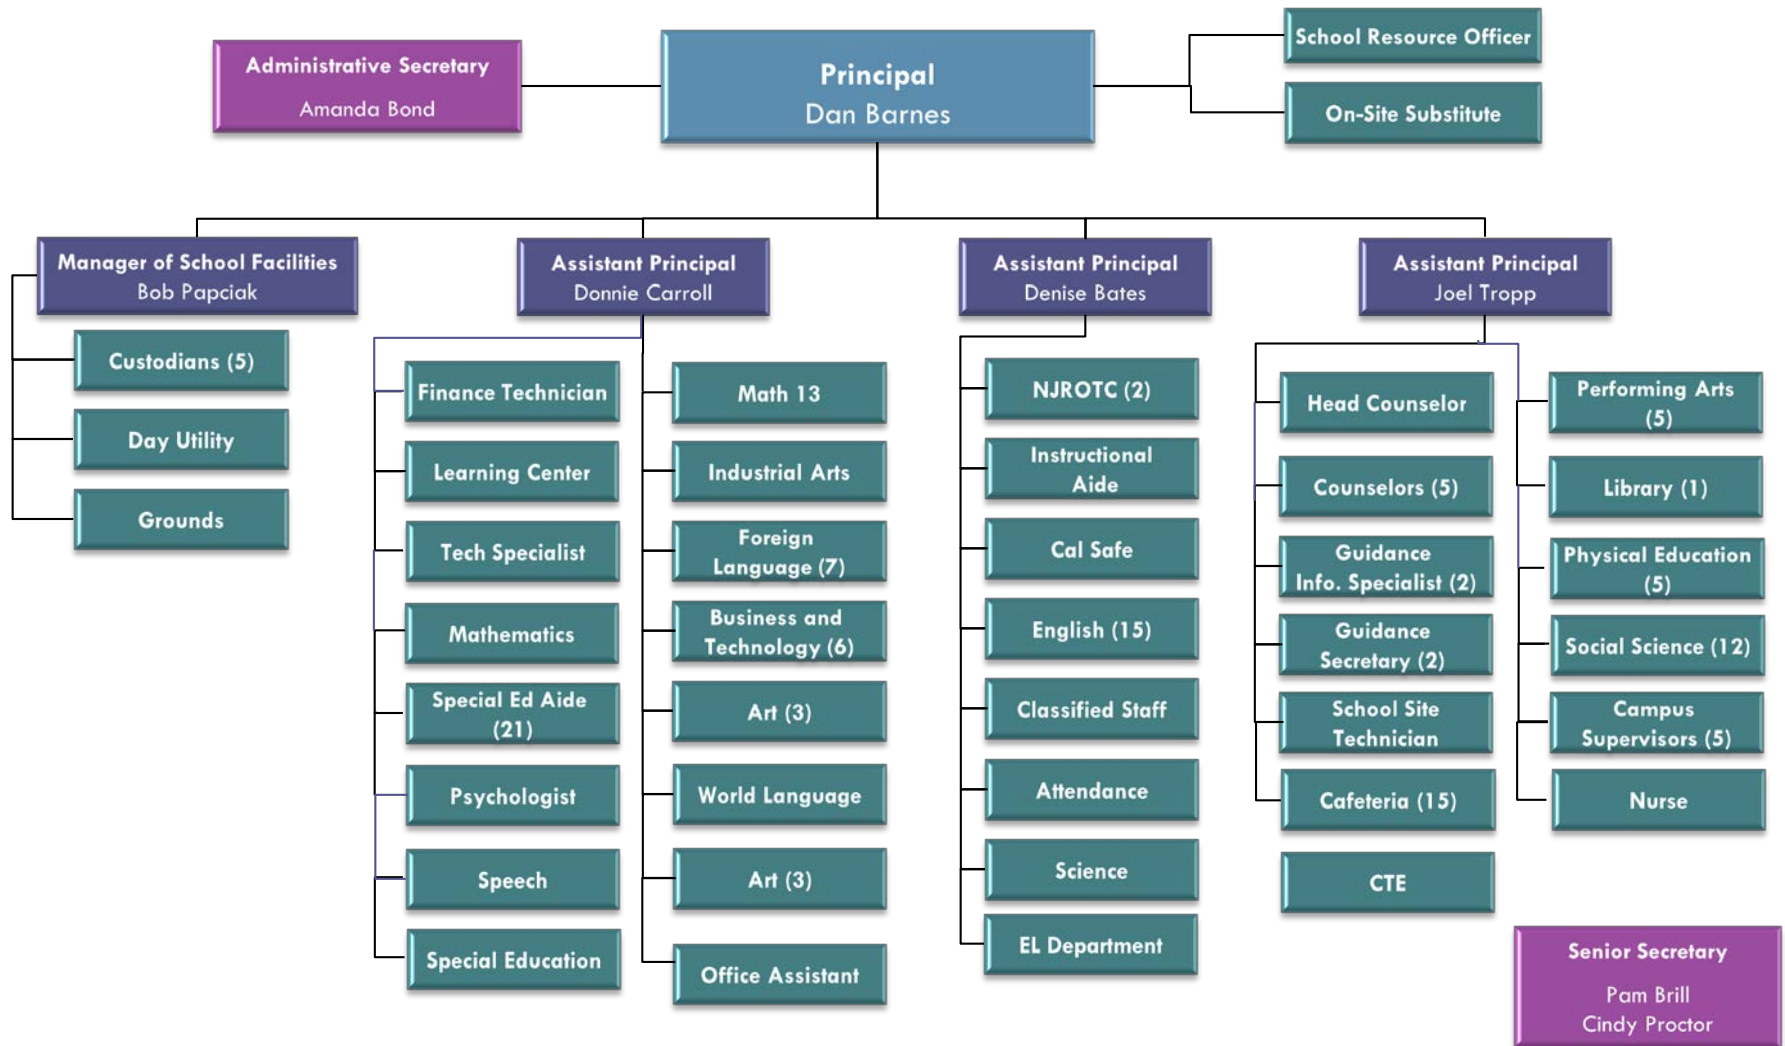 Administrative Secretary
Amanda Bond
Principal
Dan Barnes
School Resource Officer
On-Site Substitute
Manager of School Facilities
Bob Papciak
Custodians (5)
Day Utility
Grounds
Assistant Principal
Donnie Carroll
Finance Technician
Learning Center
Tech Specialist
Mathematics
Special Ed Aide
(21)
Psychologist
Speech
Special Education
Math 13
Industrial Arts
Foreign
Language (7)
Business and
Technology (6)
Art (3)
World Language
Art (3)
Office Assistant
Assistant Principal
Denise Bates
NJROTC (2)
Instructional
Aide
Cal Safe
English (15)
Classified Staff
Attendance
Science
EL Department
Assistant Principal
Joel Tropp
Head Counselor
Counselors (5)
Guidance
Info. Specialist (2)
Guidance
Secretary (2)
School Site
Technician
Cafeteria (15)
CTE
Performing Arts
(5)
Library (1)
Physical Education
(5)
Social Science (12)
Campus
Supervisors (5)
Nurse
Senior Secretary
Pam Brill
Cindy Proctor